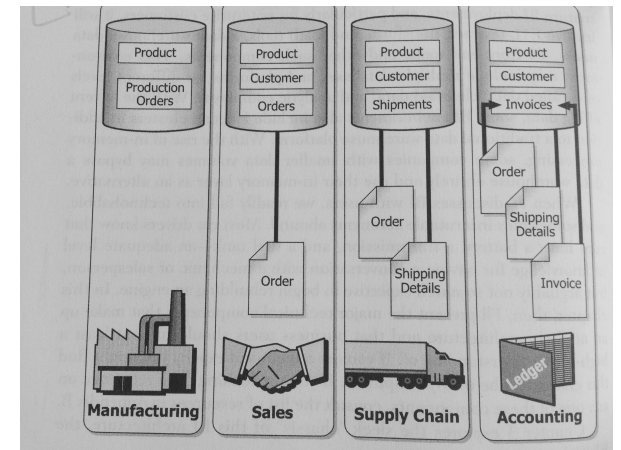 Product
Production
Orders
Manufacturing
Product
Customer
Orders
Order
Sales
Product
Customer
Shipments
Order
Shipping
Details
Supply Chain
Product
Customer
Invoices
Order
Shipping
Details
Invoice
Ledger
Accounting